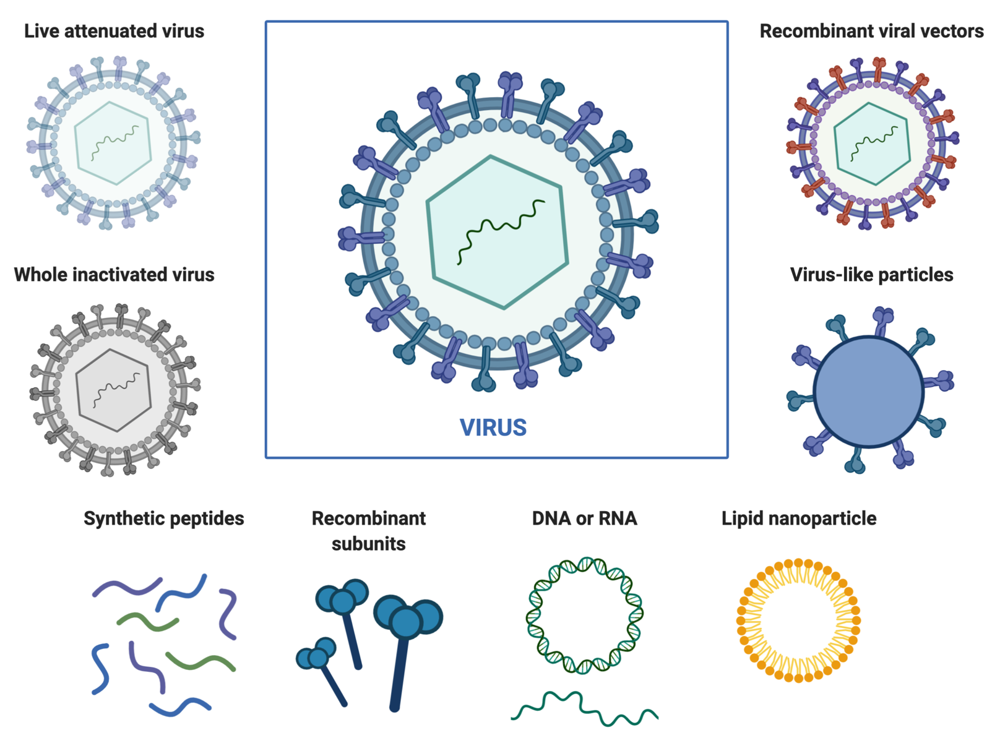 Live attenuated virus
Recombinant viral vectors
Whole inactivated virus
Virus-like particles
VIRUS
Synthetic peptides
Recombinant
subunits
DNA or RNA
Lipid nanoparticle